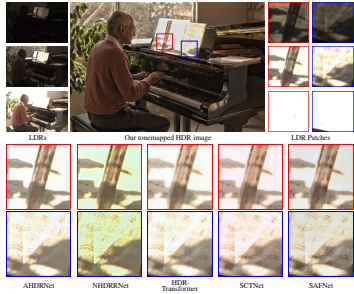 LDRs
Our tonemapped HDR image
LDR Patches
AHDRNet
NHDRRNet
HDR-
Transformer
SCTNet
SAFNet